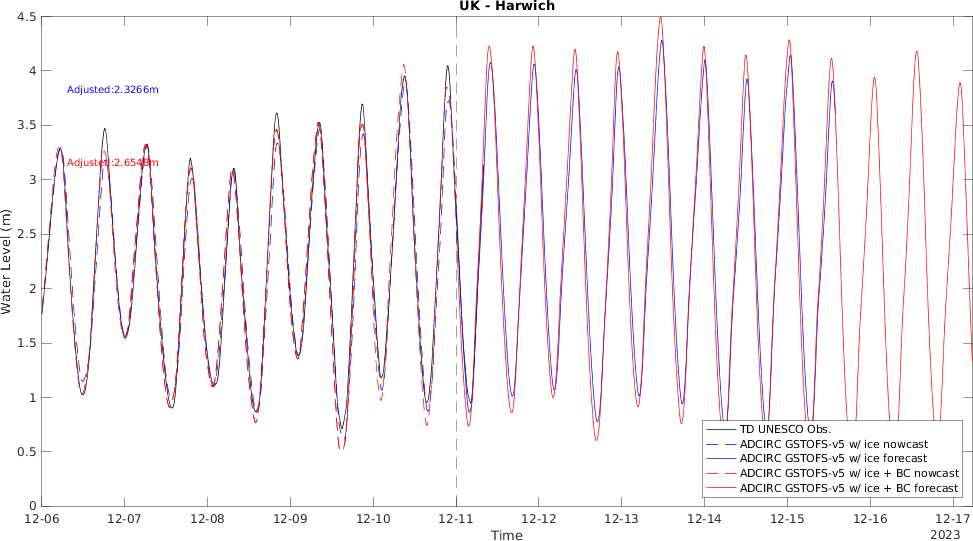 UK - Harwich
4.5
4
3.5
3
2.5
2
1.5
1
0.5
0
Water Level (m)
Adjusted:2.3266m
Adjusted:2.6548m
TD UNESCO Obs.
ADCIRC GSTOFS-v5 w/ ice nowcast
ADCIRC GSTOFS-v5 w/ ice forecast
ADCIRC GSTOFS-v5 w/ ice + BC nowcast
ADCIRC GSTOFS-v5 w/ ice + BC forecast
12-06 12-07 12-08 12-09 12-10 12-11 12-12 12-13 12-14 12-15 12-16 12-17
Time
2023